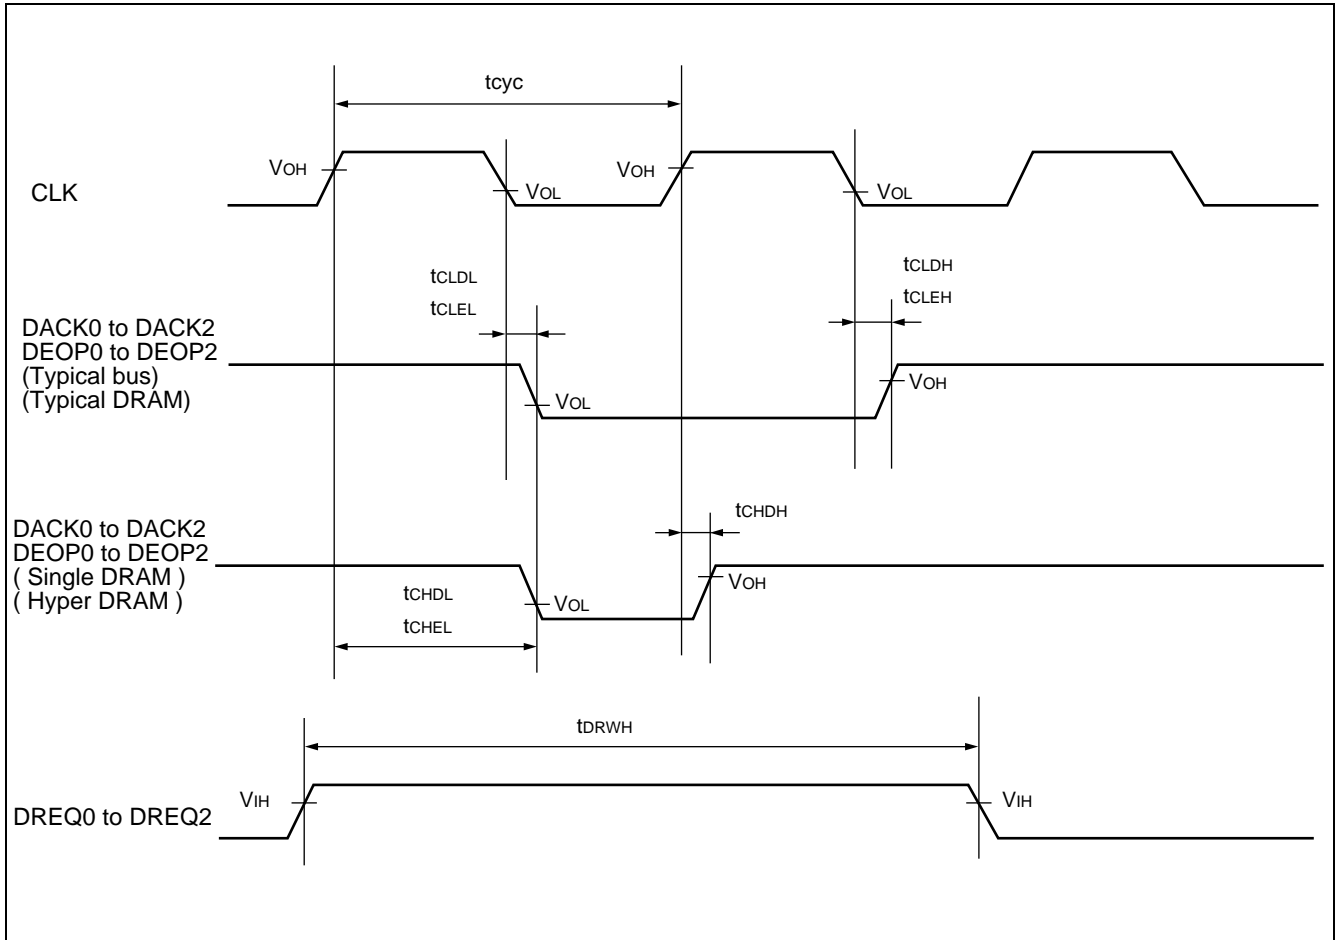 tCYC
VOH
VOH
CLK
VOL
VOL
tCLDL
tCLEL
tCLDH
tCLEH
DACK0 to DACK2
DEOP0 to DEOP2
(Typical bus)
(Typical DRAM)
VOL
VOH
tCHDH
DACK0 to DACK2
DEOP0 to DEOP2
( Single DRAM )
( Hyper DRAM )
tCHDL
tCHEL
VOL
VOH
tDRWH
VIH
VIH
DREQ0 to DREQ2